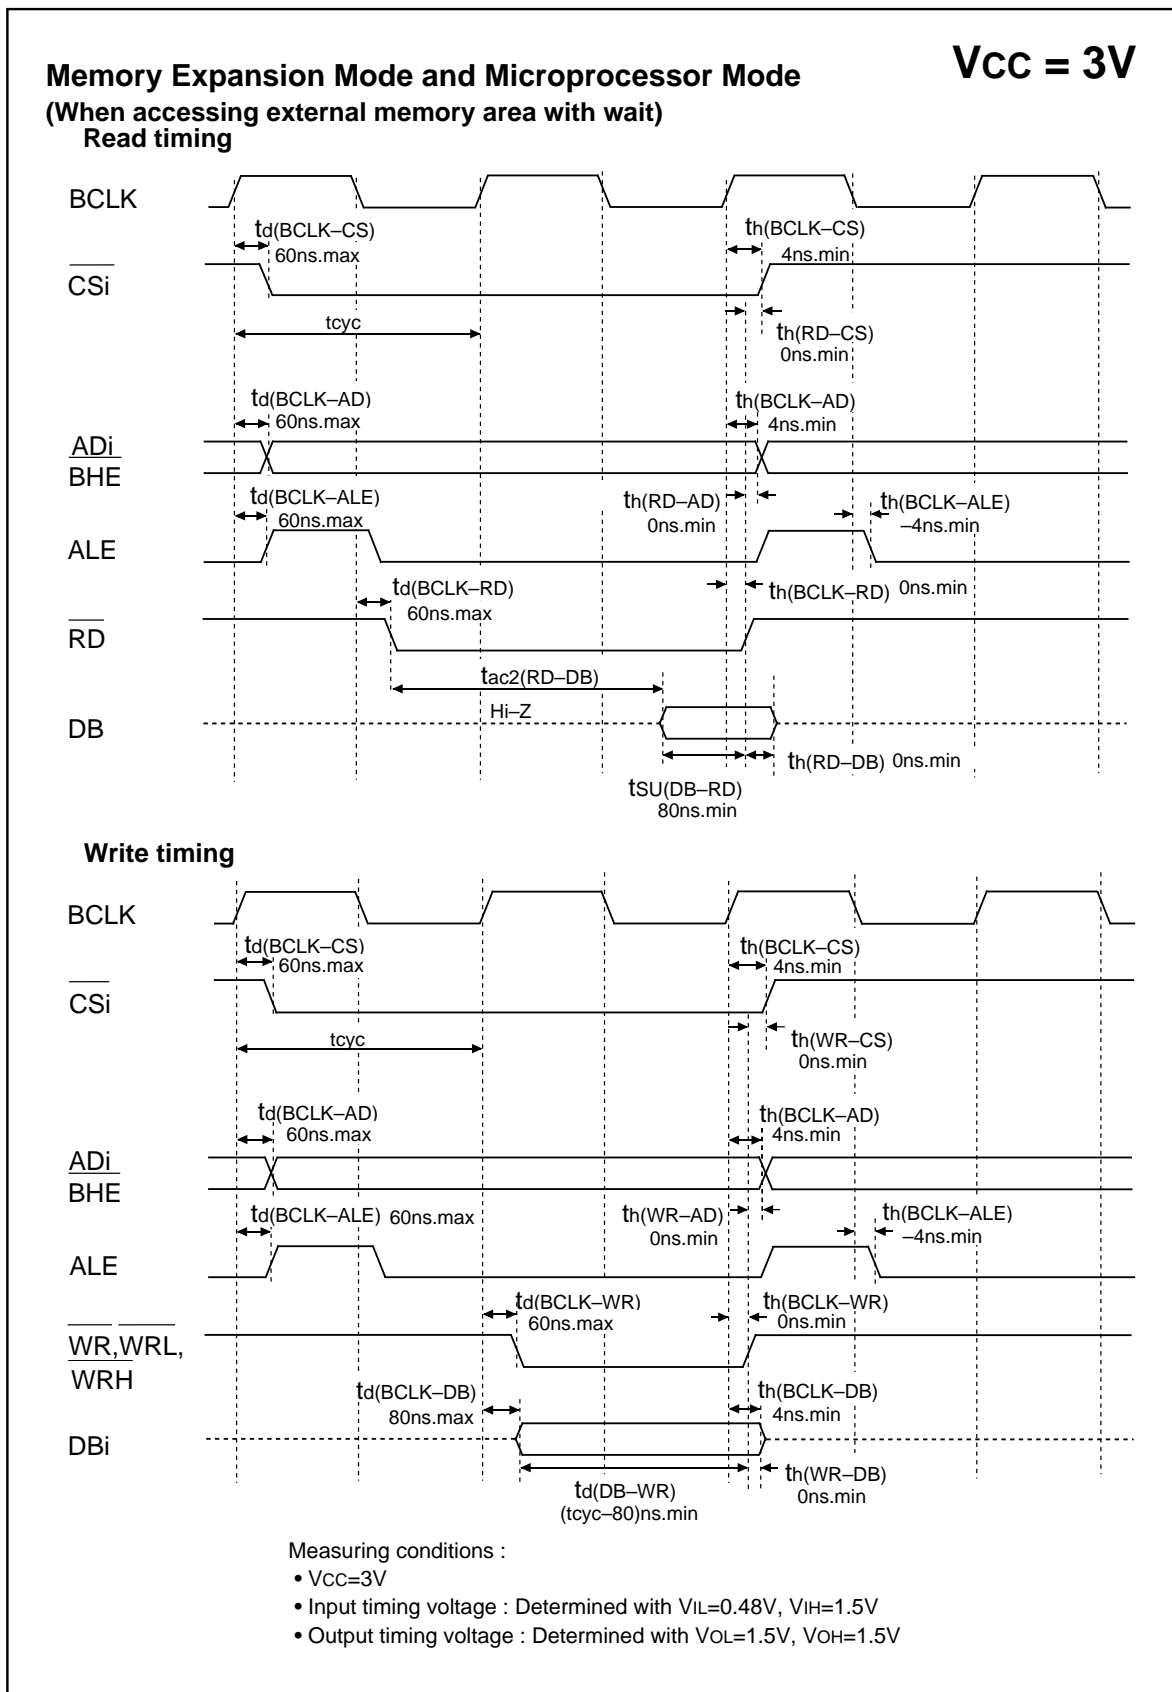 VCC = 3V
Memory Expansion Mode and Microprocessor Mode
(When accessing external memory area with wait)
Read timing
BCLK
td(BCLK–CS)
60ns.max
th(BCLK–CS)
4ns.min
CSi
tcyc
th(RD–CS)
0ns.min
td(BCLK–AD)
60ns.max
th(BCLK–AD)
4ns.min
ADi
BHE
td(BCLK–ALE)
60ns.max
th(RD–AD)
0ns.min
th(BCLK–ALE)
–4ns.min
ALE
td(BCLK–RD)
60ns.max
th(BCLK–RD) 0ns.min
RD
tac2(RD–DB)
Hi–Z
DB
th(RD–DB) 0ns.min
tSU(DB–RD)
80ns.min
Write timing
BCLK
td(BCLK–CS)
60ns.max
th(BCLK–CS)
4ns.min
CSi
tcyc
th(WR–CS)
0ns.min
td(BCLK–AD)
60ns.max
th(BCLK–AD)
4ns.min
ADi
BHE
td(BCLK–ALE) 60ns.max
th(WR–AD)
0ns.min
th(BCLK–ALE)
–4ns.min
ALE
td(BCLK–WR)
60ns.max
th(BCLK–WR)
0ns.min
WR,WRL,
WRH
td(BCLK–DB)
80ns.max
th(BCLK–DB)
4ns.min
DBi
td(DB–WR)
(tcyc–80)ns.min
th(WR–DB)
0ns.min
Measuring conditions :
• VCC=3V
• Input timing voltage : Determined with VIL=0.48V, VIH=1.5V
• Output timing voltage : Determined with VOL=1.5V, VOH=1.5V